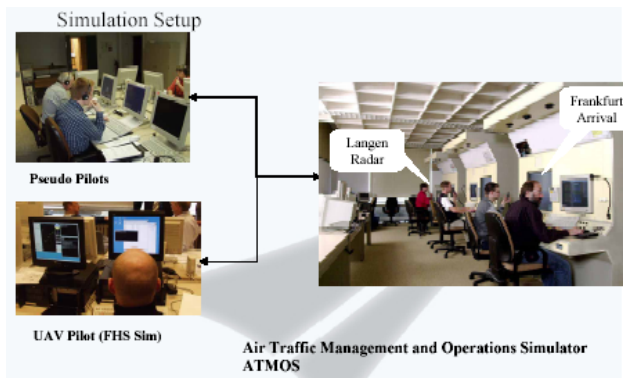 Simulation Setup
Pseudo Pilots
UAV Pilot (FHS Sim)
Langen
Radar
Frankfurt
Arrival
Air Traffic Management and Operations Simulator
ATMOS